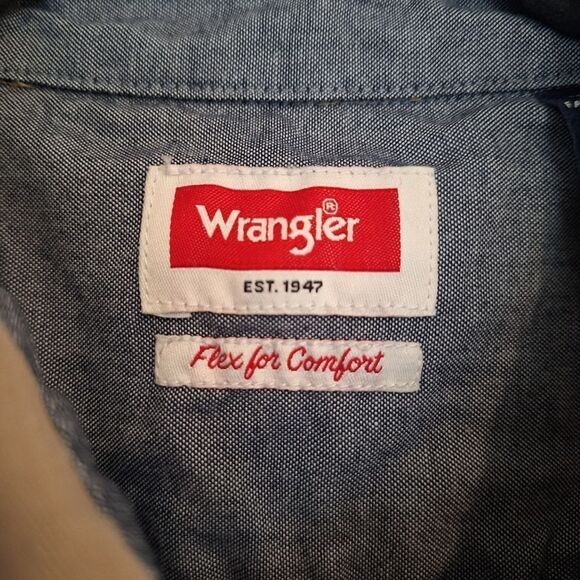 Wrangler®
EST. 1947
Flex for Comfort